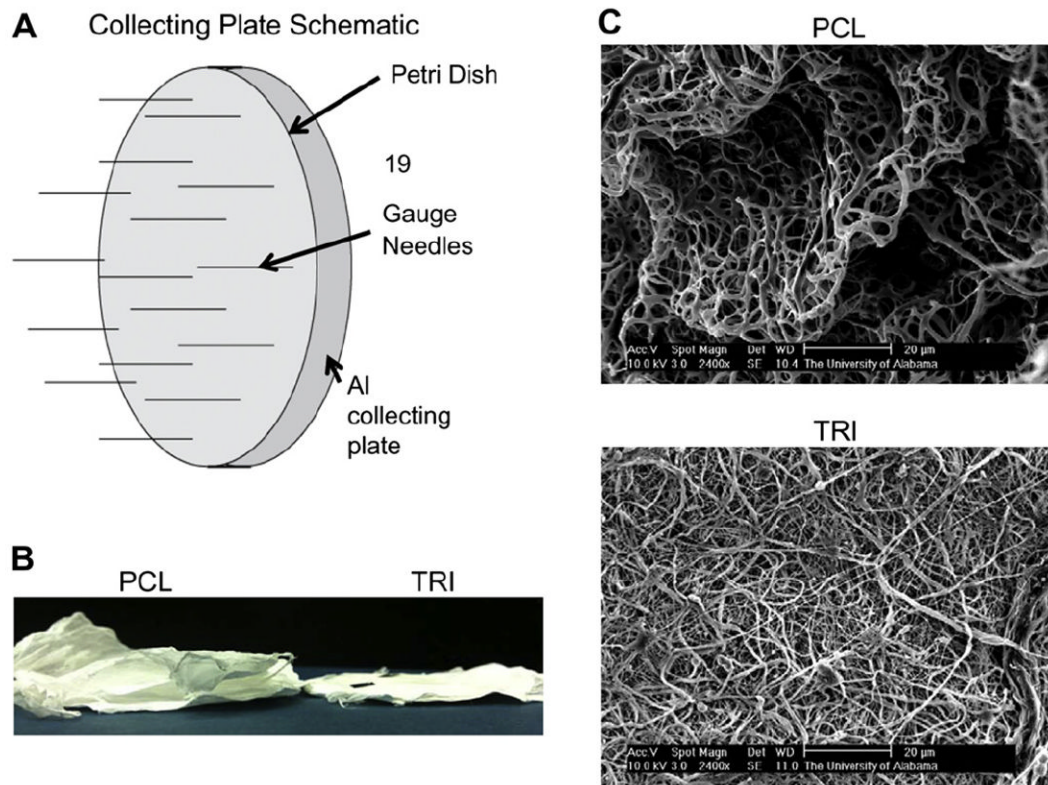 A
Collecting Plate Schematic
Petri Dish
19
Gauge
Needles
Al
collecting
plate
B
PCL
TRI
C
PCL
Acc.V Spot Magn Det WD 20 µm
10.0 kV 3.0 2400x SE 10.4 The University of Alabama
TRI
Acc.V Spot Magn Det WD 20 µm
10.0 kV 3.0 2400x SE 11.0 The University of Alabama